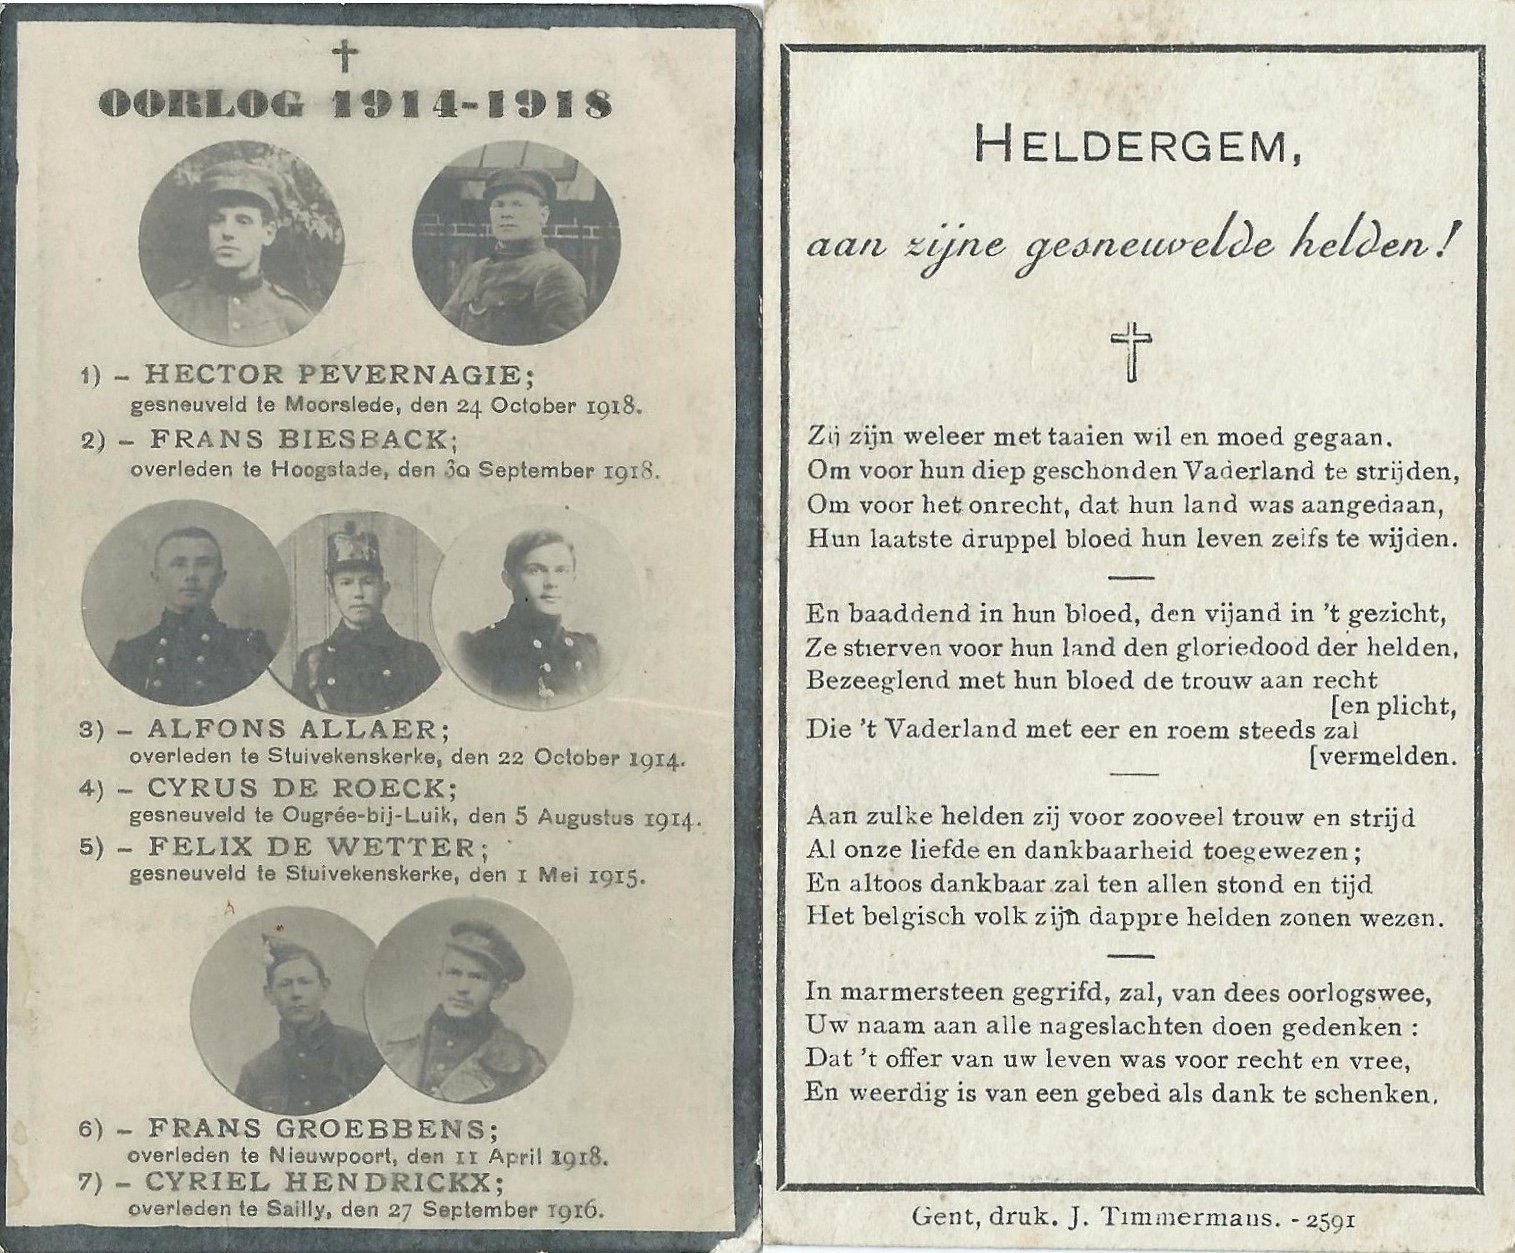 OORLOG 1914-1918
1) - HECTOR PEVERNAGIE;
gesneuveld te Moorslede, den 24 October 1918.
2) - FRANS BIESBACK;
overleden te Hoogstade, den 30 September 1918.
3) - ALFONS ALLAER;
overleden te Stuivekenskerke, den 22 October 1914.
4) - CYRUS DE ROECK;
gesneuveld te Ougrée-bij-Luik, den 5 Augustus 1914.
5) - FELIX DE WETTER;
gesneuveld te Stuivekenskerke, den 1 Mei 1915.
6) - FRANS GROEBBENS;
overleden te Nieuwpoort, den 11 April 1918.
7) - CYRIEL HENDRICKX;
overleden te Sailly, den 27 September 1916.
HELDERGEM,
aan zijne gesneuvelde helden!
Zij zijn weleer met taaien wil en moed gegaan.
Om voor hun diep geschonden Vaderland te strijden,
Om voor het onrecht, dat hun land was aangedaan,
Hun laatste druppel bloed hun leven zelfs te wijden.
En baaddend in hun bloed, den vijand in 't gezicht,
Ze stierven voor hun land den gloriedood der helden,
Bezeeglend met hun bloed de trouw aan recht
[en plicht,
Die 't Vaderland met eer en roem steeds zal
[vermelden.
Aan zulke helden zij voor zooveel trouw en strijd
Al onze liefde en dankbaarheid toegewezen;
En altoos dankbaar zal ten allen stond en tijd
Het belgisch volk zijn dappre helden zonen wezen.
In marmersteen gegrifd, zal, van dees oorlogswee,
Uw naam aan alle nageslachten doen gedenken :
Dat 't offer van uw leven was voor recht en vree,
En weerdig is van een gebed als dank te schenken.
Gent, druk. J. Timmermans. - 2591